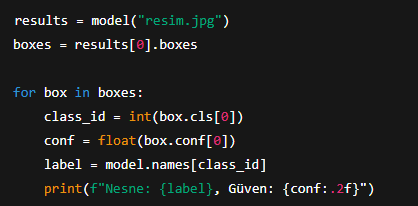 results = model("resim.jpg")
boxes = results[0].boxes

for box in boxes:
    class_id = int(box.cls[0])
    conf = float(box.conf[0])
    label = model.names[class_id]
    print(f"Nesne: {label}, Güven: {conf:.2f}")